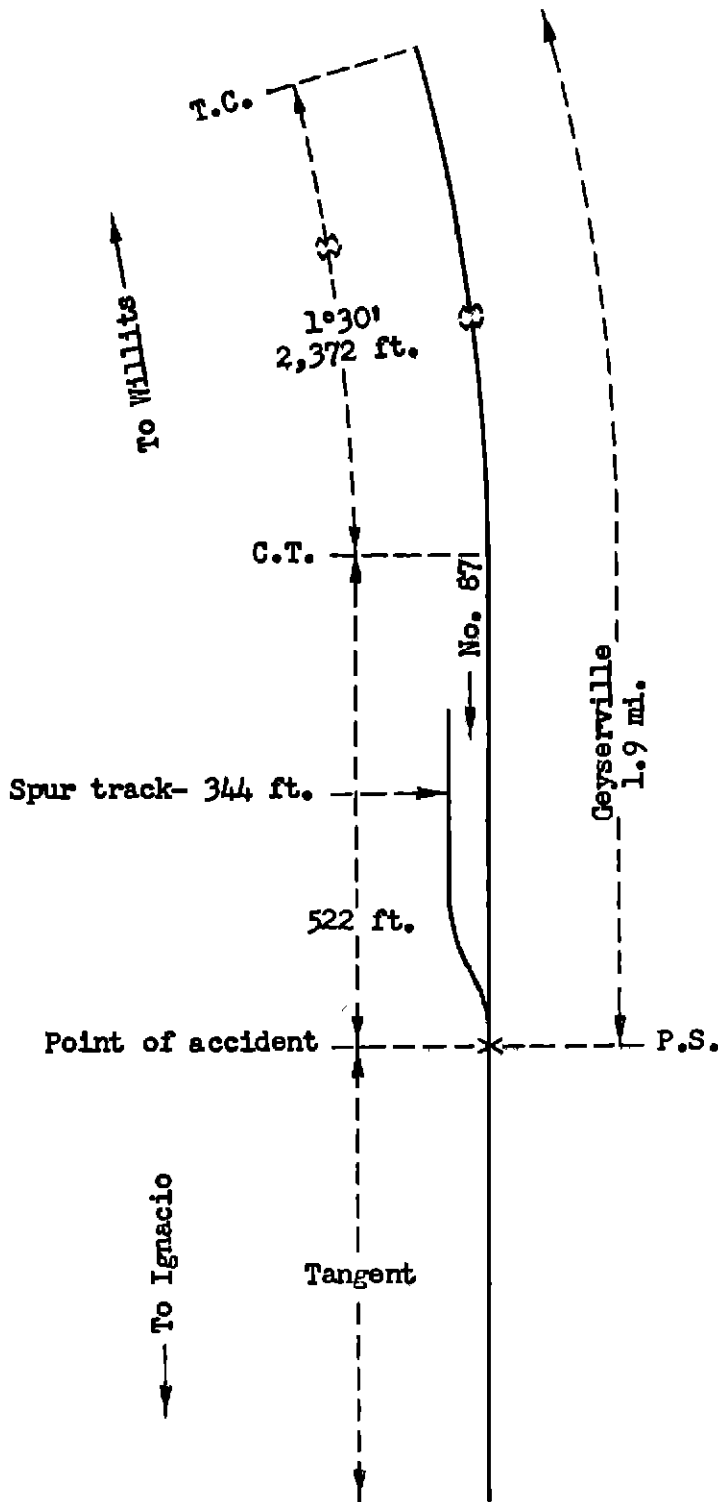 T.C.
To Willits
1°30'
2,372 ft.
C.T.
No. 87
Geyserville
1.9 mi.
Spur track- 344 ft.
522 ft.
Point of accident
P.S.
To Ignacio
Tangent